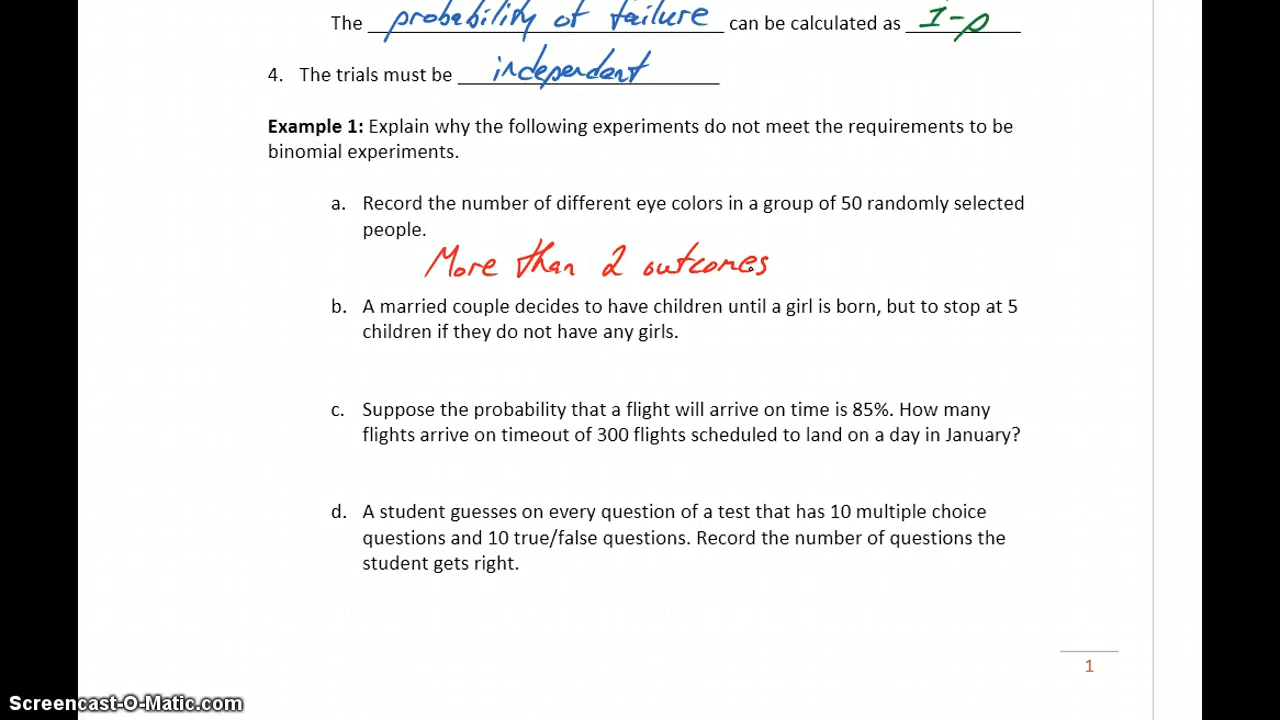 The probability of failure can be calculated as 1-p
4. The trials must be independent
Example 1: Explain why the following experiments do not meet the requirements to be
binomial experiments.
a. Record the number of different eye colors in a group of 50 randomly selected
people.
More than 2 outcomes
b. A married couple decides to have children until a girl is born, but to stop at 5
children if they do not have any girls.
c. Suppose the probability that a flight will arrive on time is 85%. How many
flights arrive on timeout of 300 flights scheduled to land on a day in January?
d. A student guesses on every question of a test that has 10 multiple choice
questions and 10 true/false questions. Record the number of questions the
student gets right.
1
Screencast-O-Matic.com